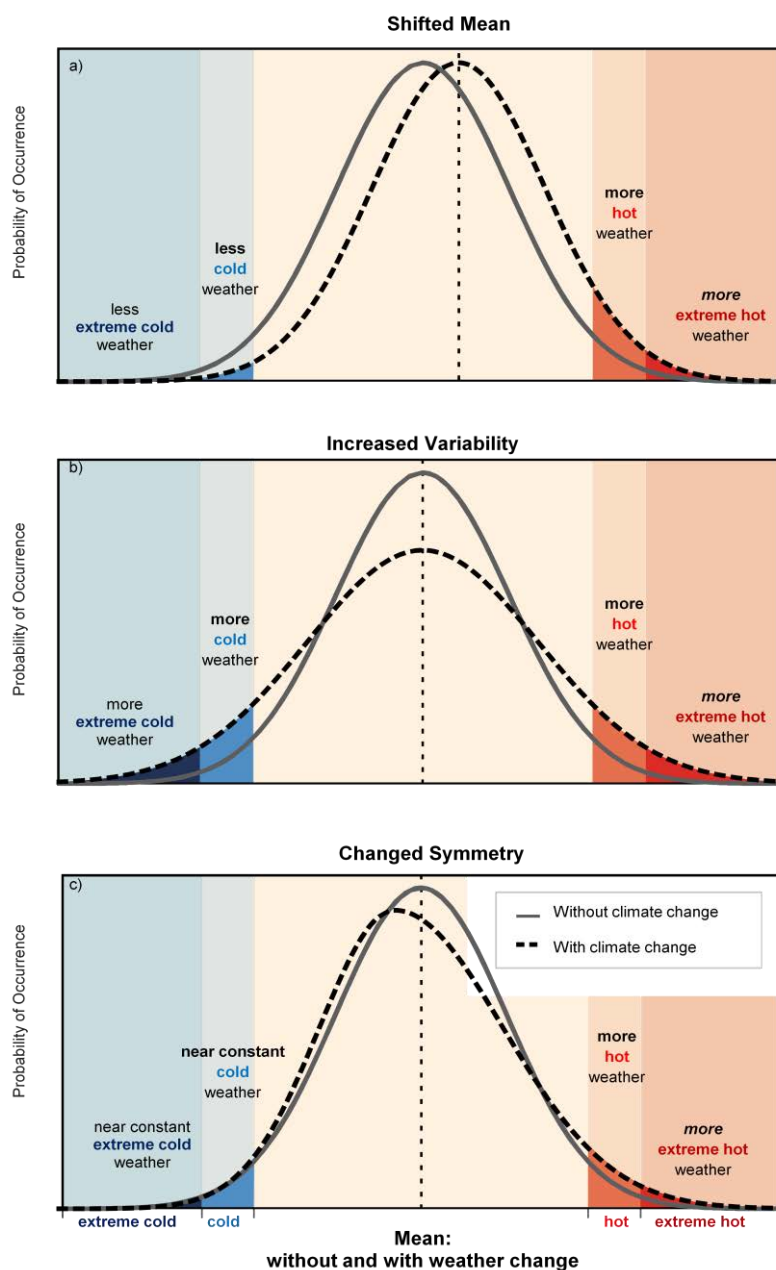 Shifted Mean
a)
Probability of Occurrence
less
extreme cold
weather
less
cold
weather
more
hot
weather
more
extreme hot
weather
Increased Variability
b)
Probability of Occurrence
more
extreme cold
weather
more
cold
weather
more
hot
weather
more
extreme hot
weather
Changed Symmetry
c)
Probability of Occurrence
Without climate change
With climate change
near constant
extreme cold
weather
near constant
cold
weather
more
hot
weather
more
extreme hot
weather
extreme cold
cold
hot
extreme hot
Mean:
without and with weather change